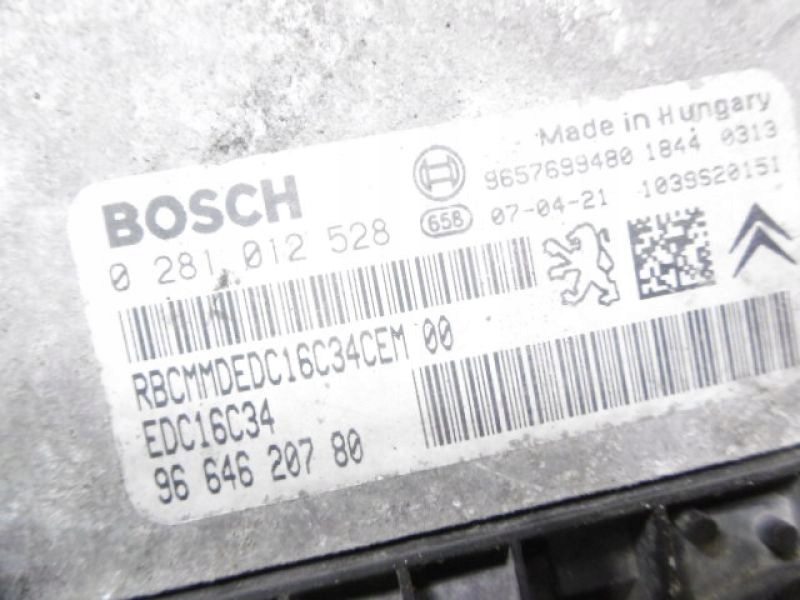 Made in Hungary
BOSCH
9657699480 1844 0313
0 281 012 528
658 07-04-21 1039S20151
RBCMMDEDC16C34CEM 00
EDC16C34
96 646 207 80